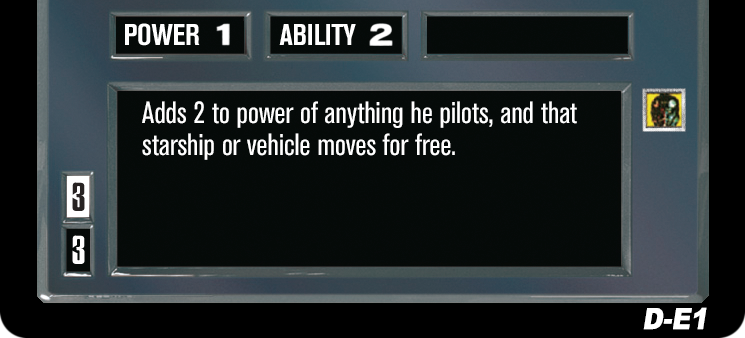 POWER 1 ABILITY 2
Adds 2 to power of anything he pilots, and that
starship or vehicle moves for free.
3
3
D-E1